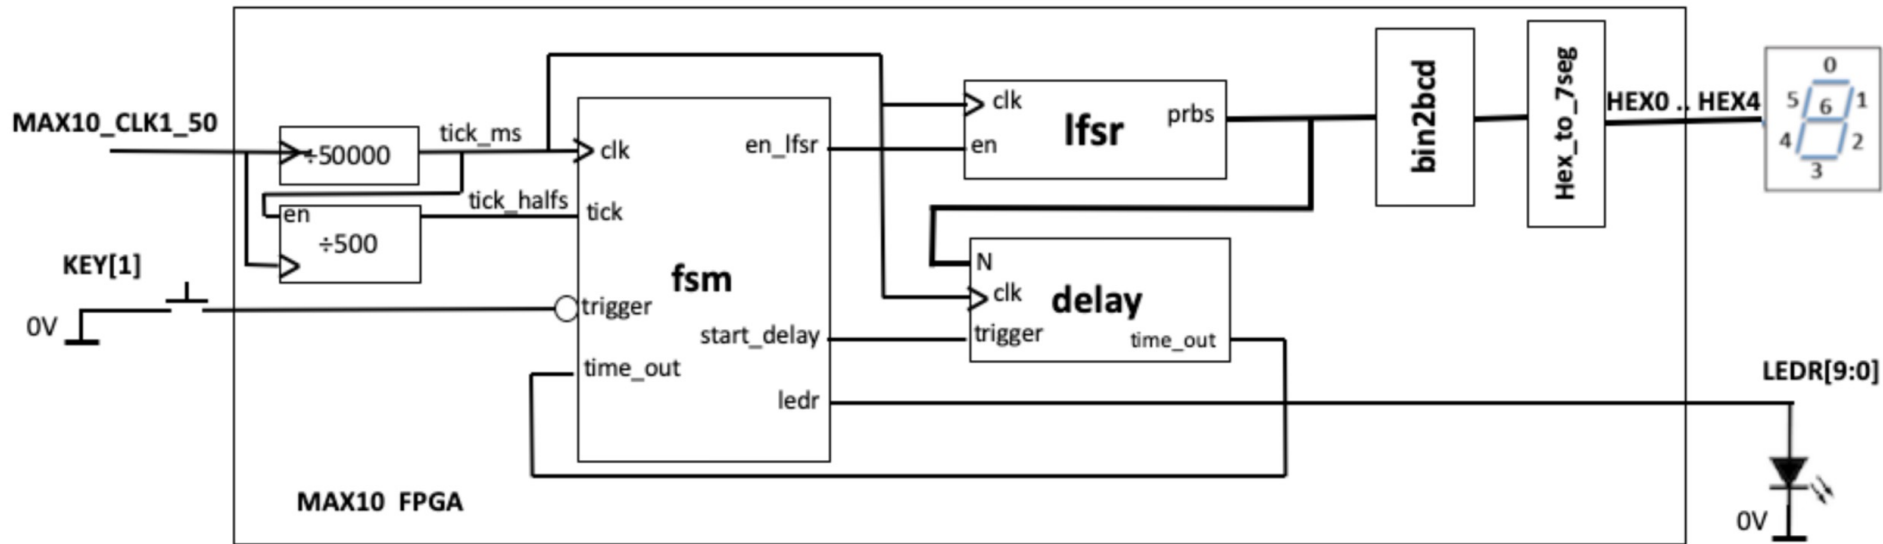 MAX10_CLK1_50
÷50000
tick_ms
en
÷500
tick_halfs
KEY[1]
0V
clk
tick
fsm
trigger
time_out
en_lfsr
start_delay
ledr
clk
en
lfsr
prbs
N
clk
trigger
delay
time_out
bin2bcd
Hex_to_7seg
HEX0 .. HEX4
0
5
6
1
4
2
3
LEDR[9:0]
0V
MAX10 FPGA